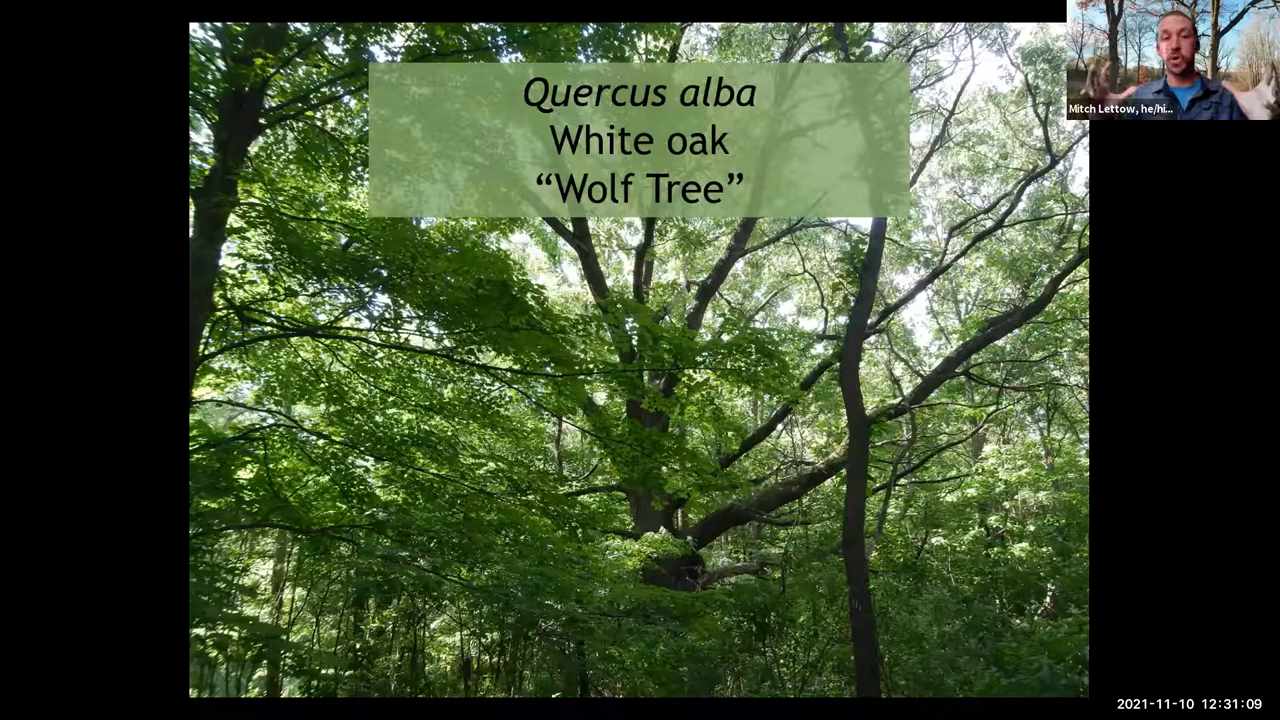 Quercus alba
White oak
“Wolf Tree”
Mitch Lettow, he/hi...
2021-11-10 12:31:09